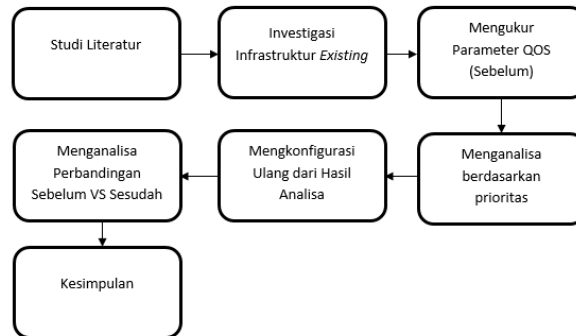 Studi Literatur
Investigasi
Infrastruktur Existing
Mengukur
Parameter QOS
(Sebelum)
Menganalisa
berdasarkan
prioritas
Mengkonfigurasi
Ulang dari Hasil
Analisa
Menganalisa
Perbandingan
Sebelum VS Sesudah
Kesimpulan